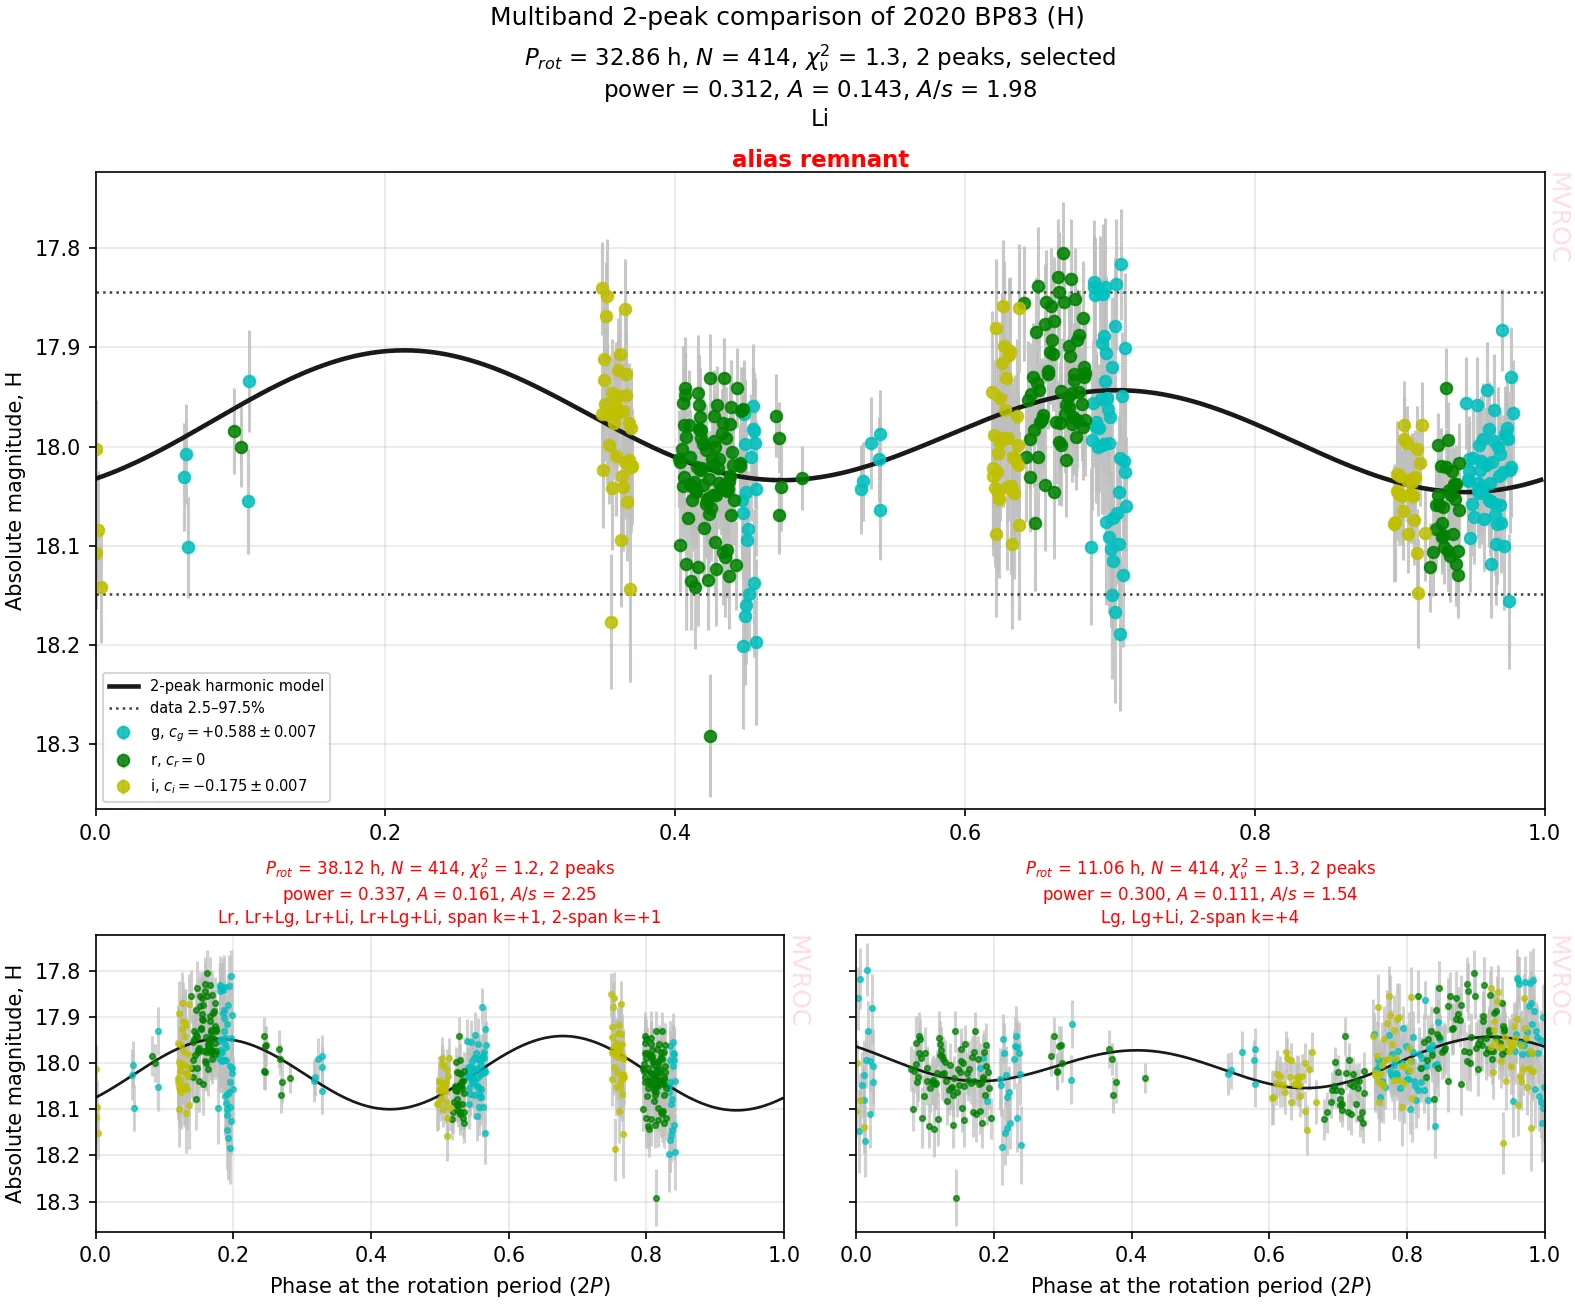 Multiband 2-peak comparison of 2020 BP83 (H)
P_rot = 32.86 h, N = 414, χ²_ν = 1.3, 2 peaks, selected
power = 0.312, A = 0.143, A/s = 1.98
Li
alias remnant
MVROC
Absolute magnitude, H
17.8
17.9
18.0
18.1
18.2
18.3
2-peak harmonic model
data 2.5–97.5%
g, c_g = +0.588 ± 0.007
r, c_r = 0
i, c_i = −0.175 ± 0.007
0.0 0.2 0.4 0.6 0.8 1.0
P_rot = 38.12 h, N = 414, χ²_ν = 1.2, 2 peaks
power = 0.337, A = 0.161, A/s = 2.25
Lr, Lr+Lg, Lr+Li, Lr+Lg+Li, span k=+1, 2-span k=+1
MVROC
Absolute magnitude, H
17.8
17.9
18.0
18.1
18.2
18.3
0.0 0.2 0.4 0.6 0.8 1.0
Phase at the rotation period (2P)
P_rot = 11.06 h, N = 414, χ²_ν = 1.3, 2 peaks
power = 0.300, A = 0.111, A/s = 1.54
Lg, Lg+Li, 2-span k=+4
MVROC
0.0 0.2 0.4 0.6 0.8 1.0
Phase at the rotation period (2P)